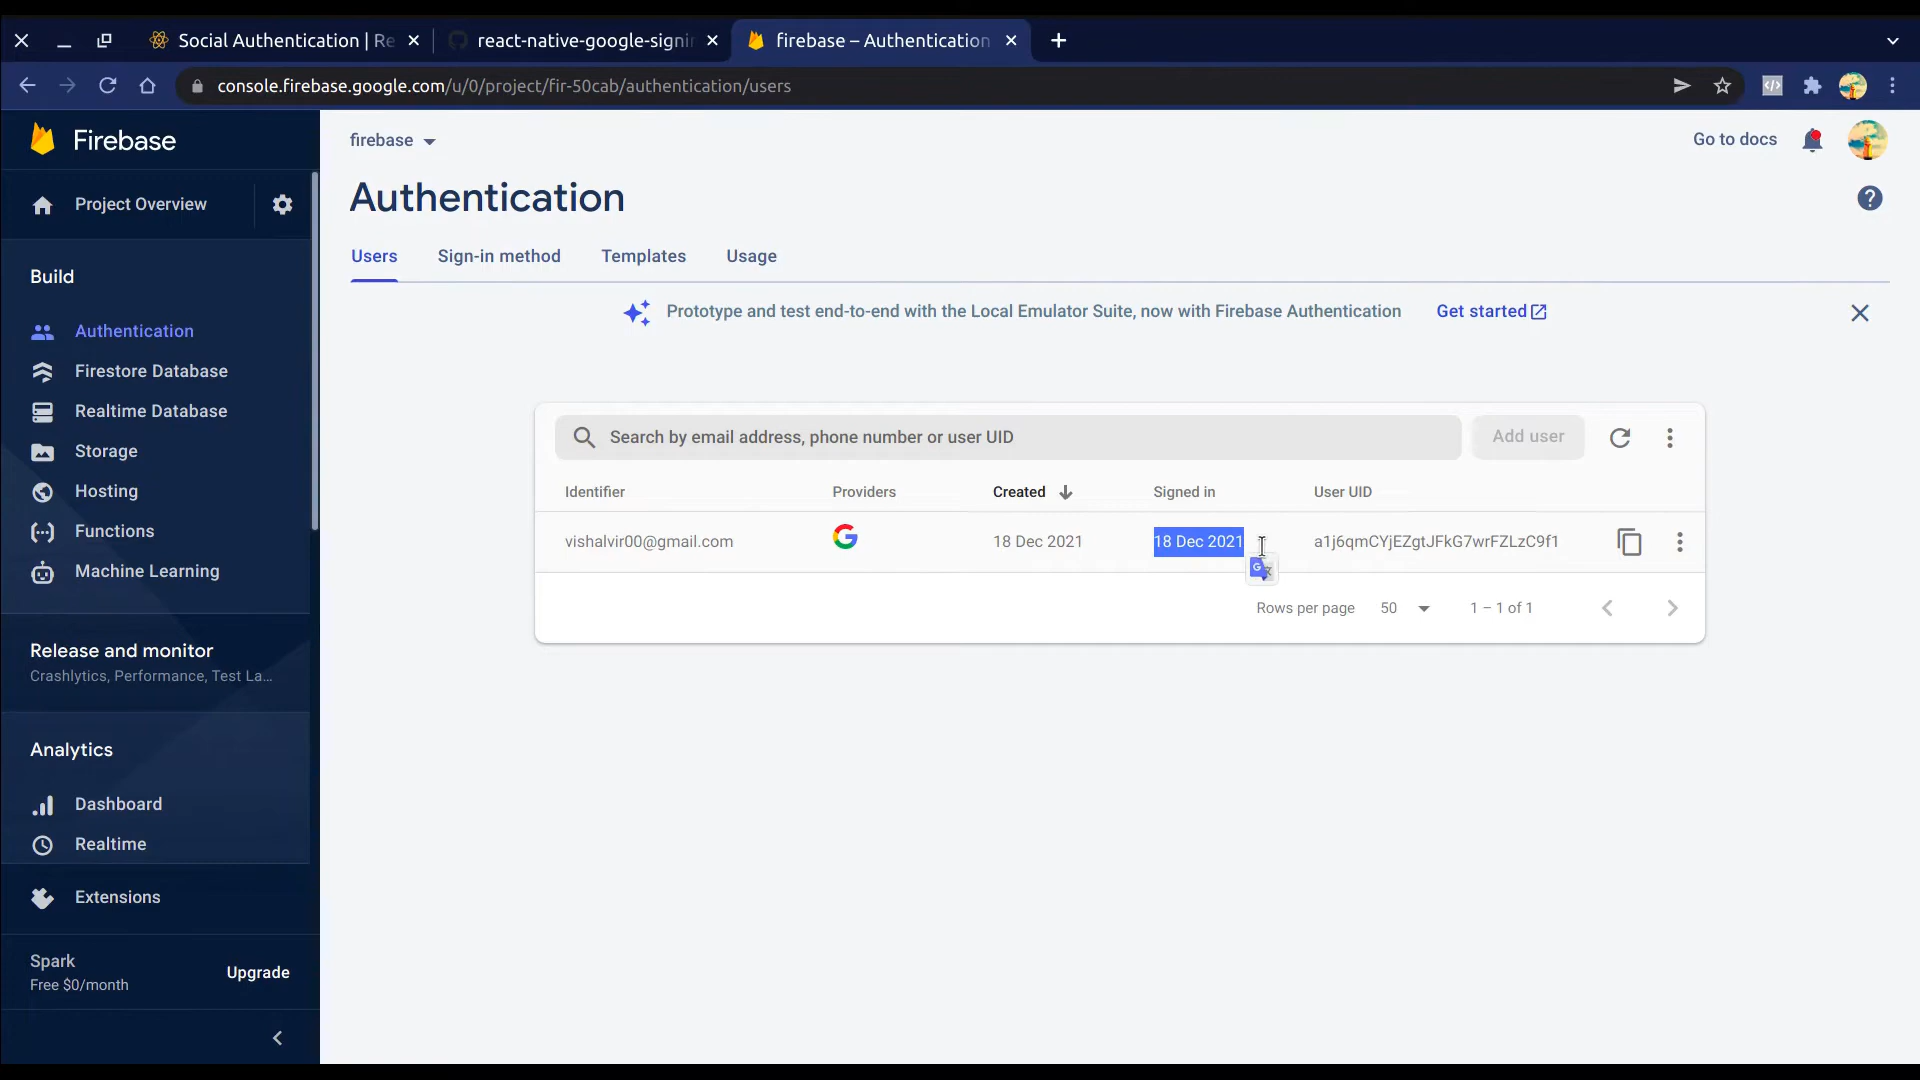 Social Authentication | Re
react-native-google-signi
firebase – Authentication
console.firebase.google.com/u/0/project/fir-50cab/authentication/users
Firebase
firebase
Go to docs
Project Overview
Authentication
Users
Sign-in method
Templates
Usage
Build
Prototype and test end-to-end with the Local Emulator Suite, now with Firebase Authentication
Get started
Authentication
Firestore Database
Realtime Database
Storage
Hosting
Functions
Machine Learning
Search by email address, phone number or user UID
Add user
Identifier
Providers
Created
Signed in
User UID
vishalvir00@gmail.com
18 Dec 2021
18 Dec 2021
a1j6qmCYjEZgtJFkG7wrFZLzC9f1
Rows per page
50
1 – 1 of 1
Release and monitor
Crashlytics, Performance, Test La...
Analytics
Dashboard
Realtime
Extensions
Spark
Free $0/month
Upgrade